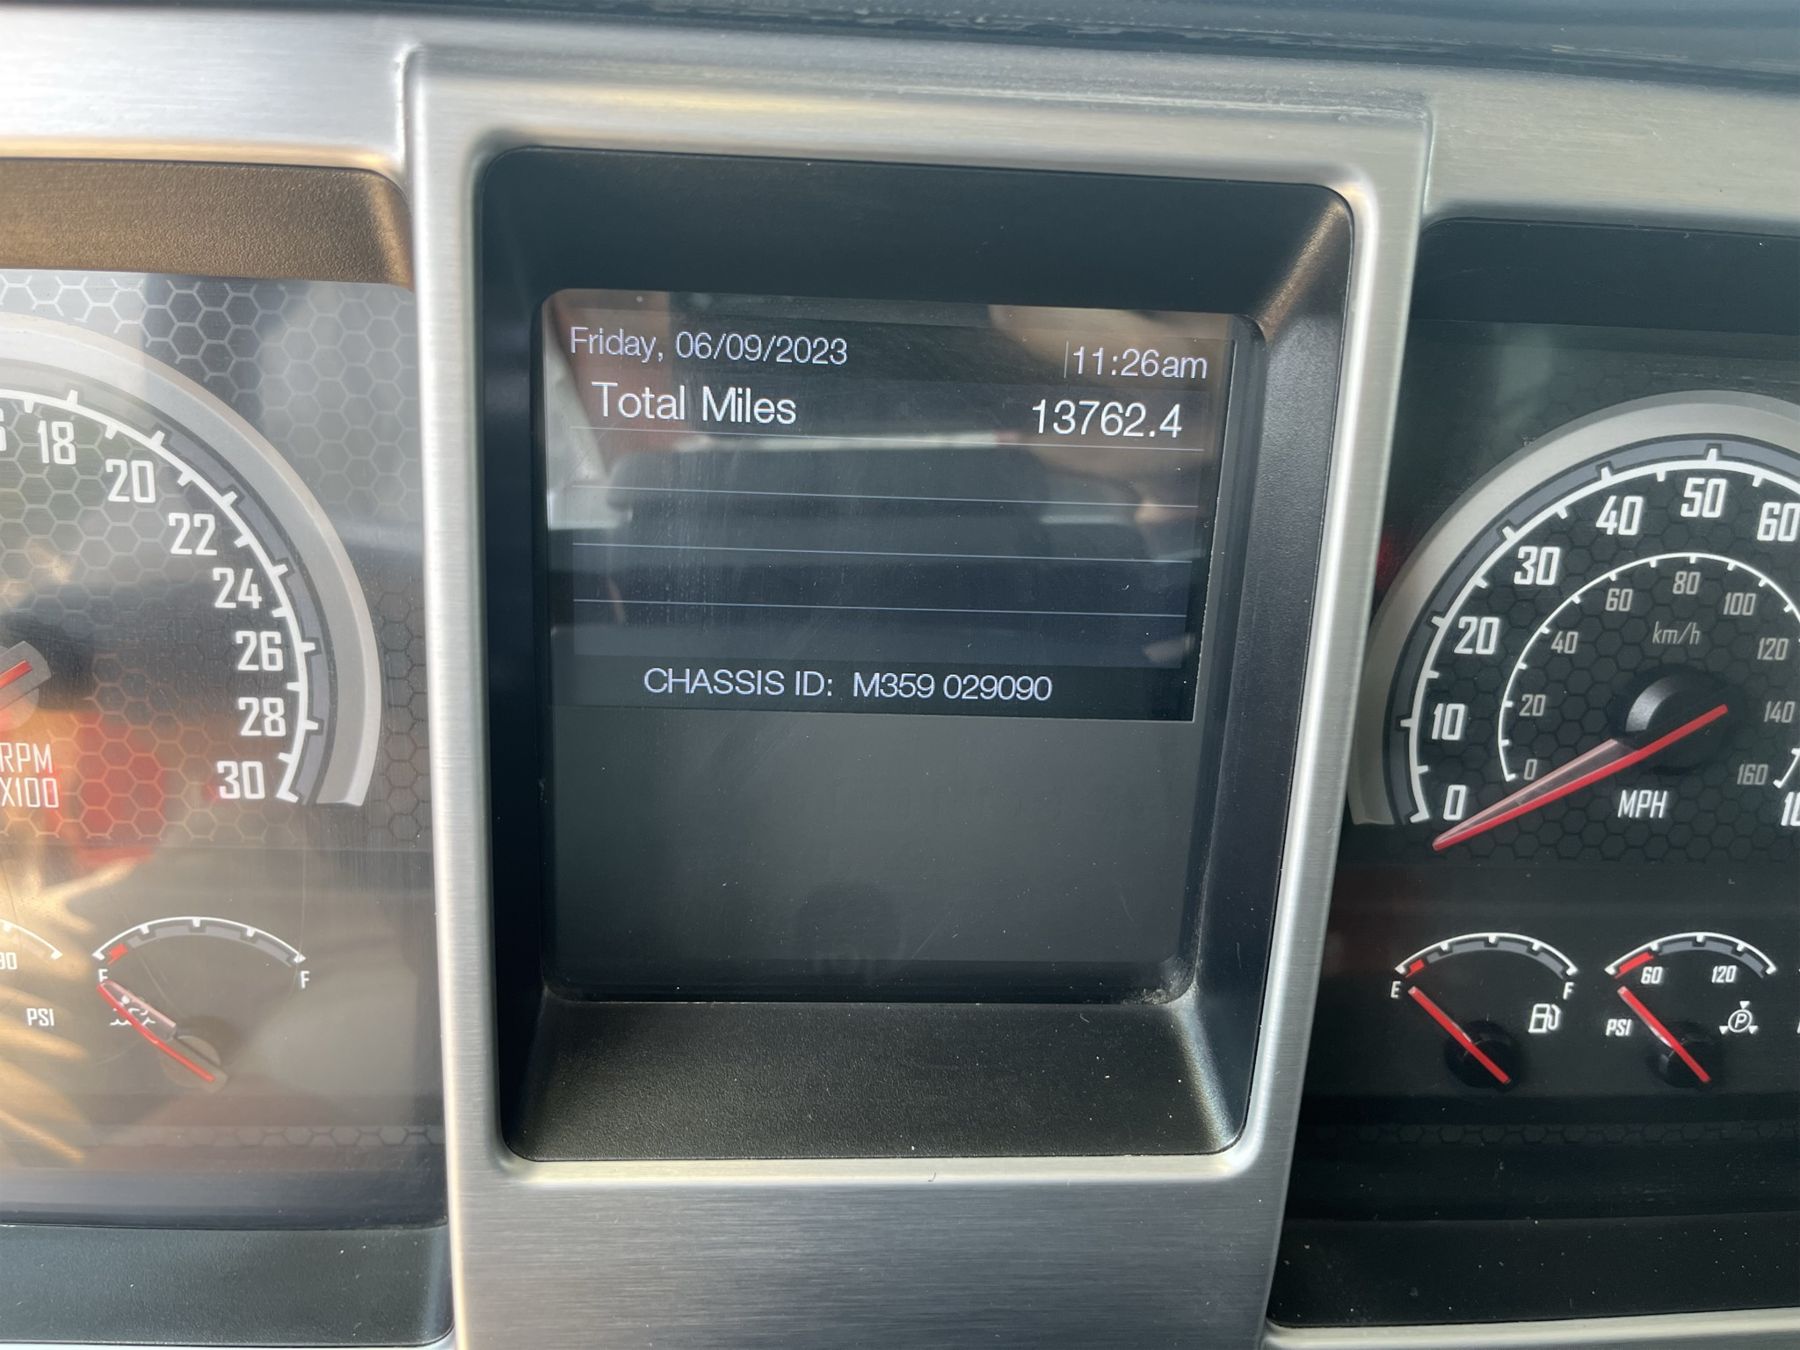 Friday, 06/09/2023 11:26am
Total Miles 13762.4
CHASSIS ID: M359 029090
18
20
22
24
26
28
30
RPM
X100
PSI
E F
0
10
20
30
40
50
60
0
20
40
60
80
100
120
140
160
km/h
MPH
E F
60 120
PSI
P